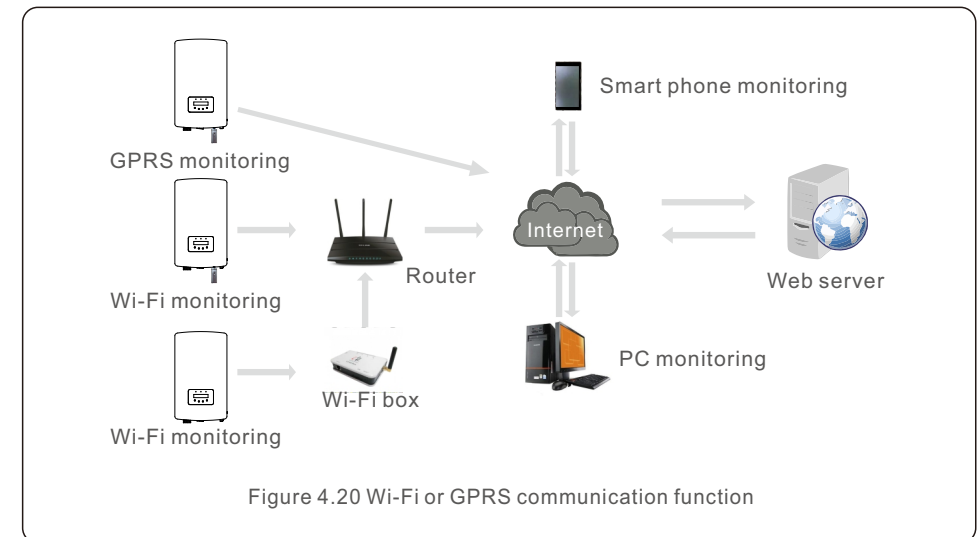 Smart phone monitoring
GPRS monitoring
Internet
Router
Web server
Wi-Fi monitoring
PC monitoring
Wi-Fi box
Wi-Fi monitoring
Figure 4.20 Wi-Fi or GPRS communication function